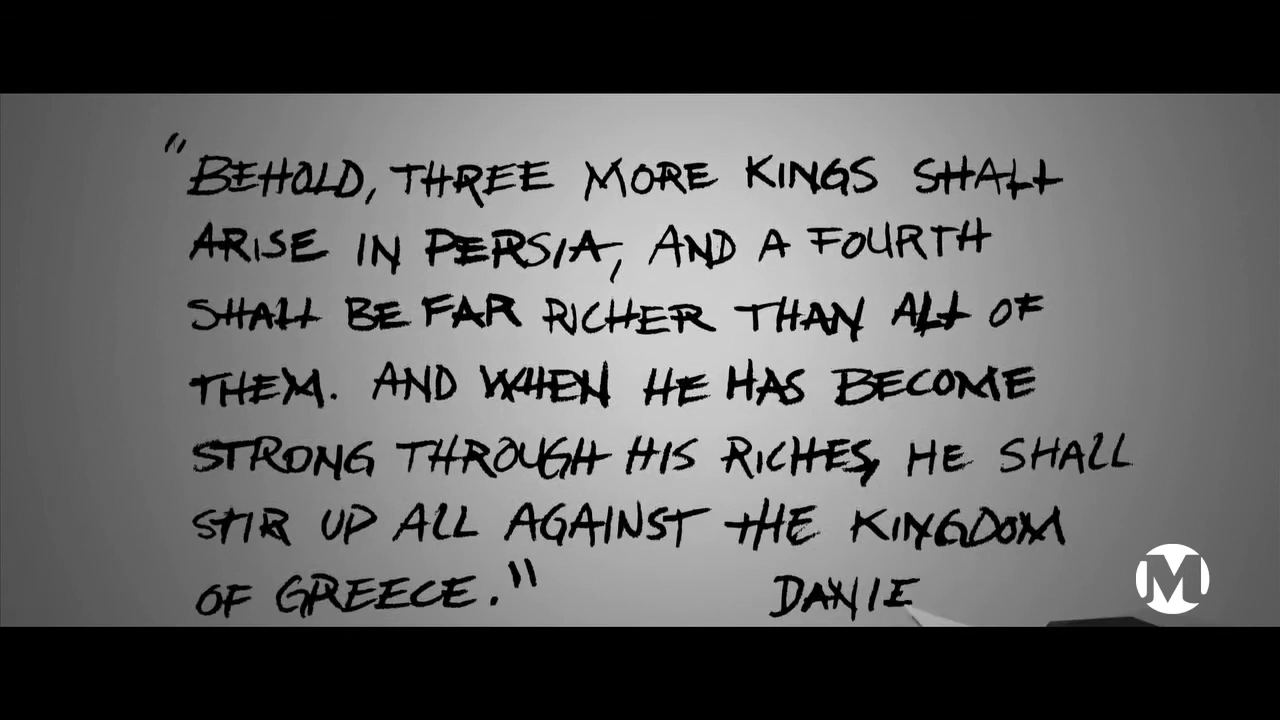 "BEHOLD, THREE MORE KINGS SHALL
ARISE IN PERSIA, AND A FOURTH
SHALL BE FAR RICHER THAN ALL OF
THEM. AND WHEN HE HAS BECOME
STRONG THROUGH HIS RICHES, HE SHALL
STIR UP ALL AGAINST THE KINGDOM
OF GREECE."
DANIE
M